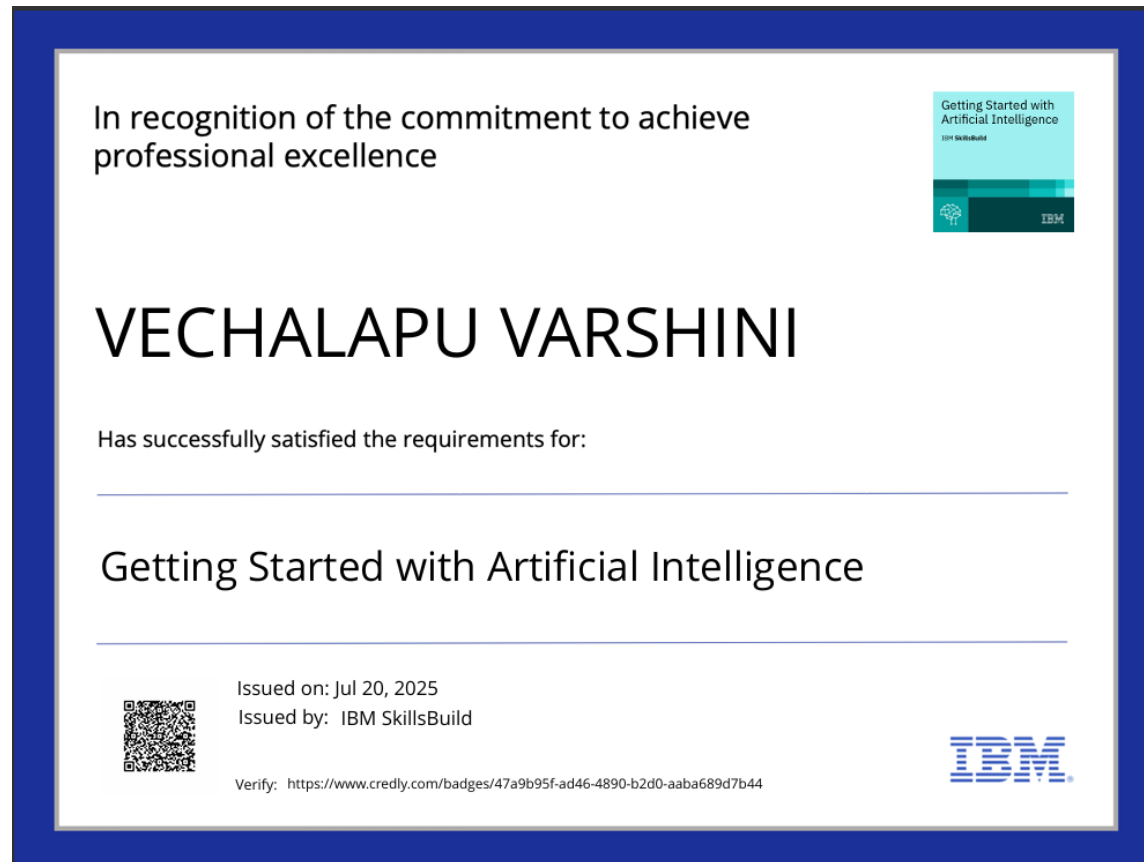 In recognition of the commitment to achieve
professional excellence
Getting Started with
Artificial Intelligence
IBM SkillsBuild
IBM
VECHALAPU VARSHINI
Has successfully satisfied the requirements for:
Getting Started with Artificial Intelligence
Issued on: Jul 20, 2025
Issued by: IBM SkillsBuild
IBM®
Verify: https://www.credly.com/badges/47a9b95f-ad46-4890-b2d0-aaba689d7b44